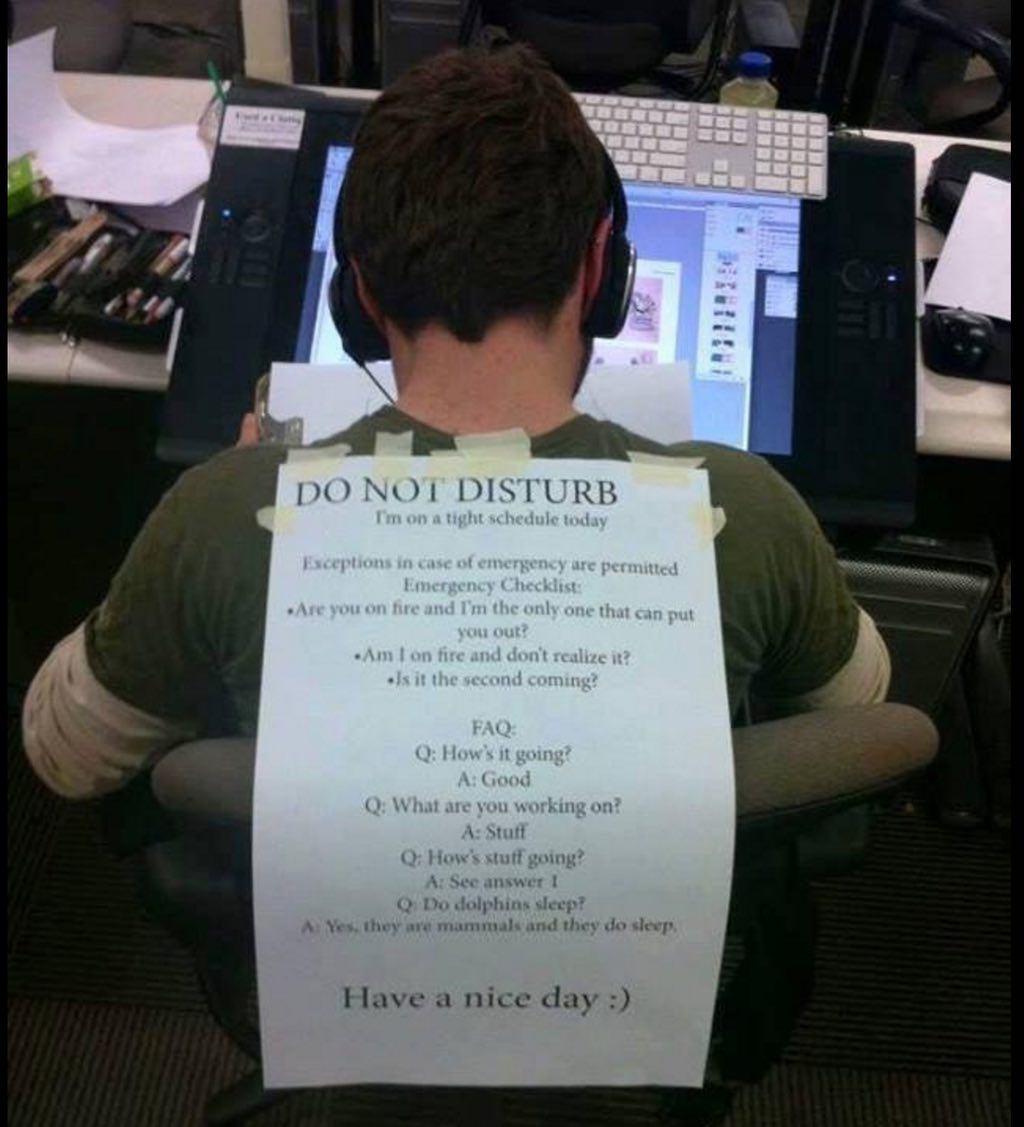 DO NOT DISTURB
I'm on a tight schedule today
Exceptions in case of emergency are permitted
Emergency Checklist:
•Are you on fire and I'm the only one that can put
you out?
•Am I on fire and don't realize it?
•Is it the second coming?
FAQ:
Q: How's it going?
A: Good
Q: What are you working on?
A: Stuff
Q: How's stuff going?
A: See answer 1
Q: Do dolphins sleep?
A: Yes, they are mammals and they do sleep.
Have a nice day :)